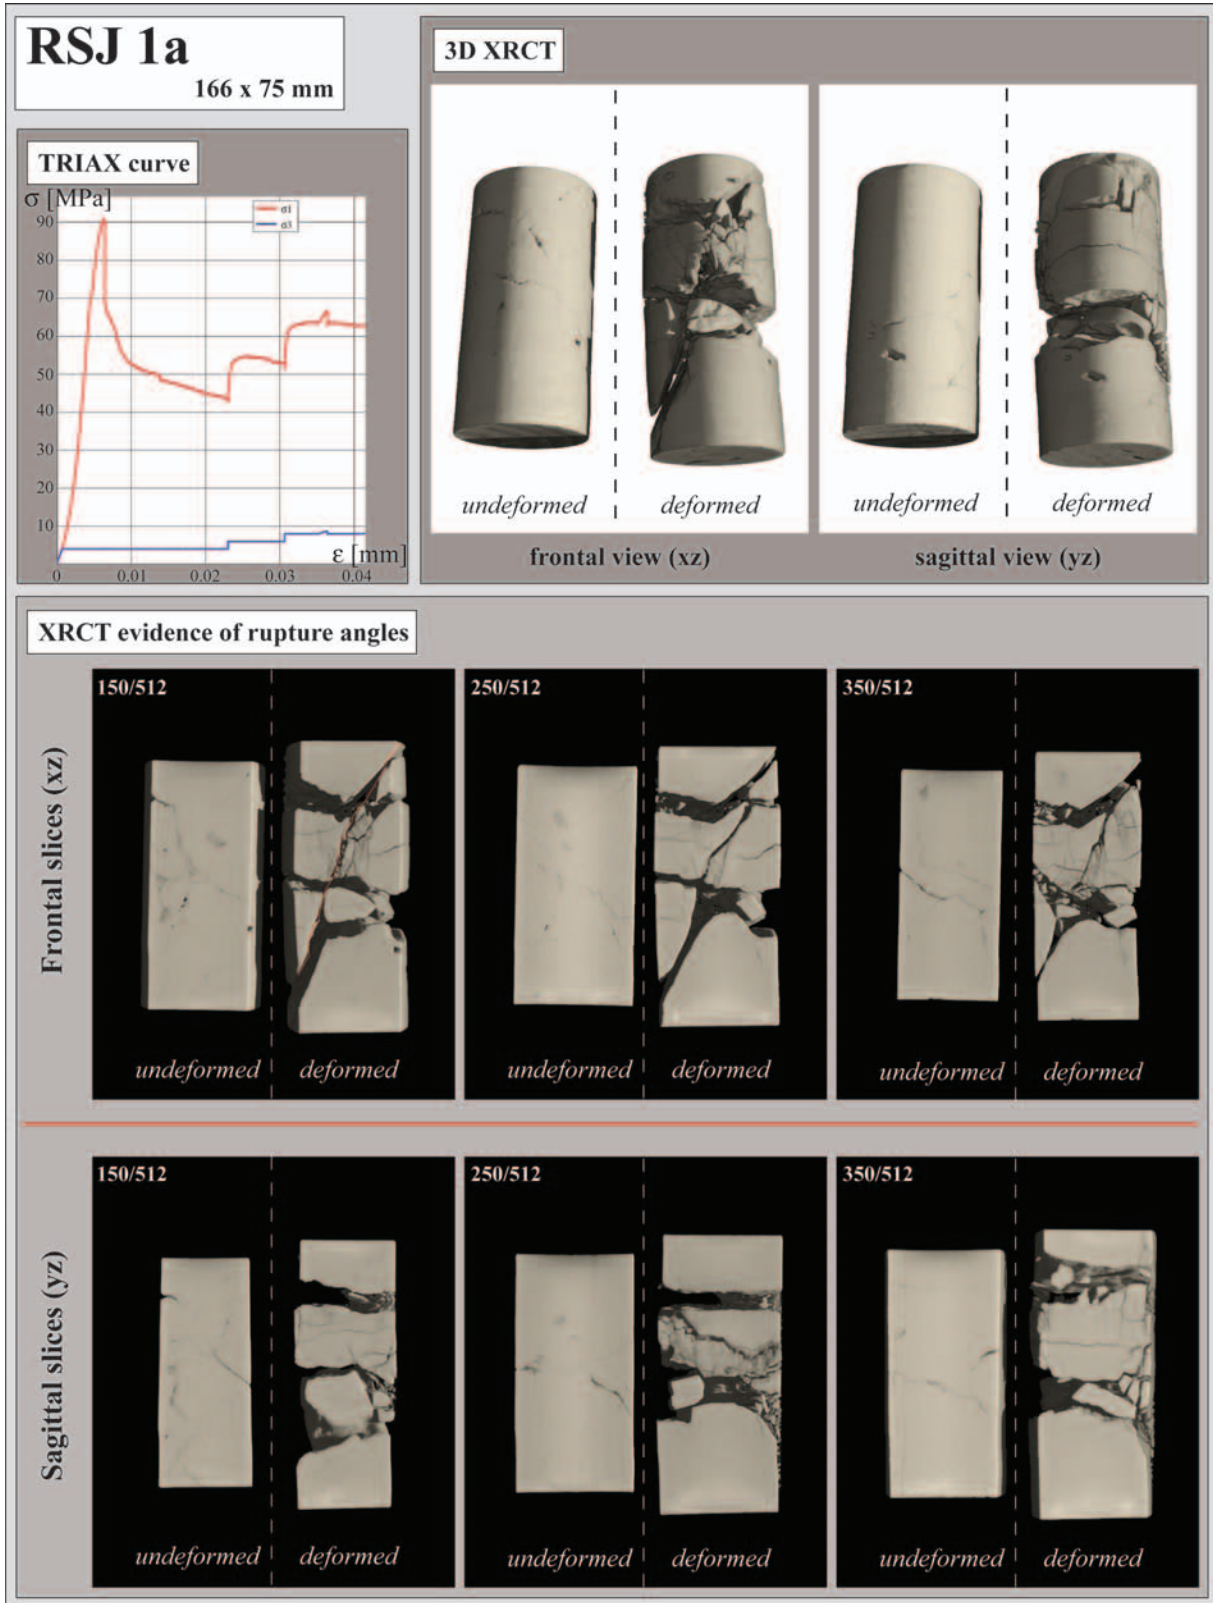 RSJ 1a
166 x 75 mm
TRIAX curve
σ [MPa]
σ1
σ3
90
80
70
60
50
40
30
20
10
ε [mm]
0
0.01
0.02
0.03
0.04
3D XRCT
undeformed
deformed
undeformed
deformed
frontal view (xz)
sagittal view (yz)
XRCT evidence of rupture angles
Frontal slices (xz)
150/512
250/512
350/512
undeformed
deformed
undeformed
deformed
undeformed
deformed
Sagittal slices (yz)
150/512
250/512
350/512
undeformed
deformed
undeformed
deformed
undeformed
deformed